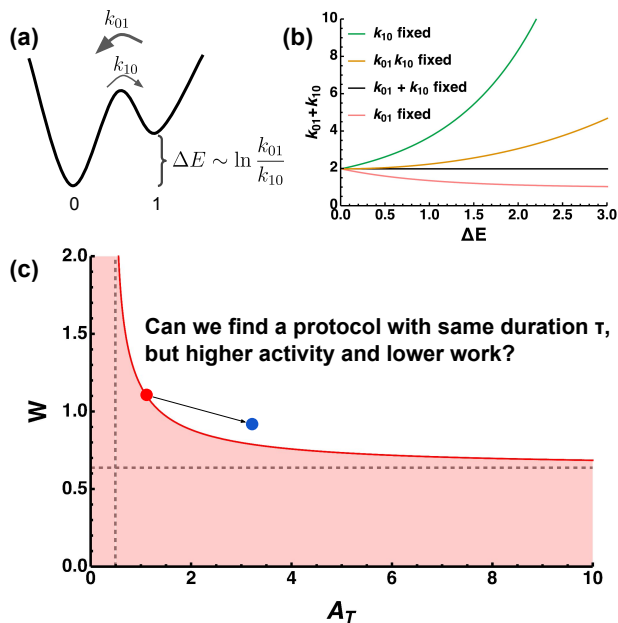 (a)
k01
k10
ΔE ∼ ln k01/k10
0
1
(b)
k10 fixed
k01 k10 fixed
k01 + k10 fixed
k01 fixed
10
8
6
4
2
0
k01+k10
0.0
0.5
1.0
1.5
2.0
2.5
3.0
ΔE
(c)
2.0
1.5
1.0
0.5
0.0
W
Can we find a protocol with same duration τ,
but higher activity and lower work?
0
2
4
6
8
10
AT